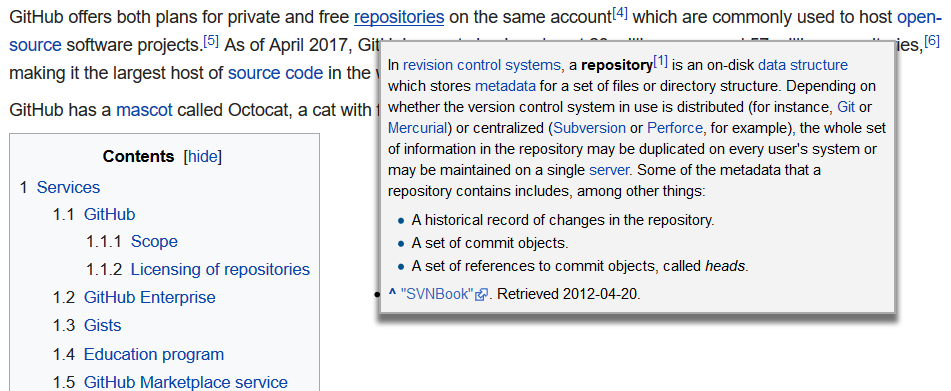 GitHub offers both plans for private and free repositories on the same account[4] which are commonly used to host open-
source software projects.[5] As of April 2017, ies,[6]
making it the largest host of source code in the
GitHub has a mascot called Octocat, a cat with
In revision control systems, a repository[1] is an on-disk data structure
which stores metadata for a set of files or directory structure. Depending on
whether the version control system in use is distributed (for instance, Git or
Mercurial) or centralized (Subversion or Perforce, for example), the whole set
of information in the repository may be duplicated on every user's system or
may be maintained on a single server. Some of the metadata that a
repository contains includes, among other things:
• A historical record of changes in the repository.
• A set of commit objects.
• A set of references to commit objects, called heads.
• ^ "SVNBook". Retrieved 2012-04-20.
Contents [hide]
1 Services
1.1 GitHub
1.1.1 Scope
1.1.2 Licensing of repositories
1.2 GitHub Enterprise
1.3 Gists
1.4 Education program
1.5 GitHub Marketplace service